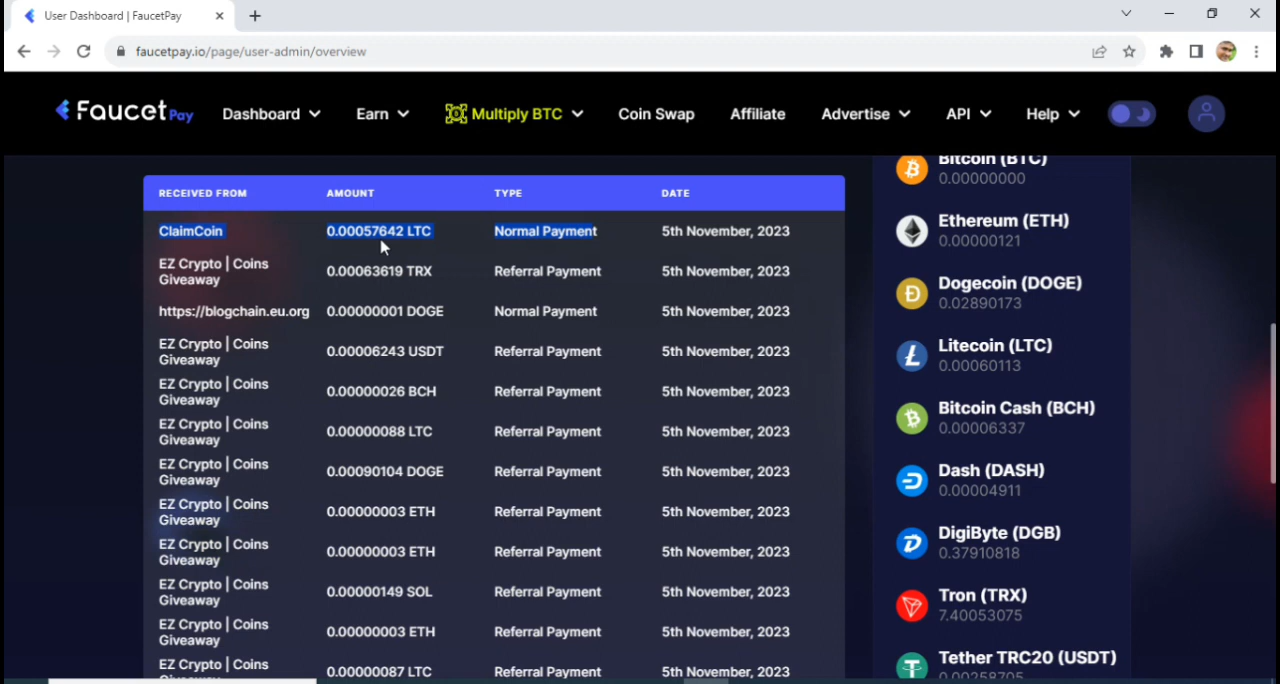 User Dashboard | FaucetPay
faucetpay.io/page/user-admin/overview
FaucetPay Dashboard Earn Multiply BTC Coin Swap Affiliate Advertise API Help
RECEIVED FROM AMOUNT TYPE DATE
ClaimCoin 0.00057642 LTC Normal Payment 5th November, 2023
EZ Crypto | Coins
Giveaway 0.00063619 TRX Referral Payment 5th November, 2023
https://blogchain.eu.org 0.00000001 DOGE Normal Payment 5th November, 2023
EZ Crypto | Coins
Giveaway 0.00006243 USDT Referral Payment 5th November, 2023
EZ Crypto | Coins
Giveaway 0.00000026 BCH Referral Payment 5th November, 2023
EZ Crypto | Coins
Giveaway 0.00000088 LTC Referral Payment 5th November, 2023
EZ Crypto | Coins
Giveaway 0.00090104 DOGE Referral Payment 5th November, 2023
EZ Crypto | Coins
Giveaway 0.00000003 ETH Referral Payment 5th November, 2023
EZ Crypto | Coins
Giveaway 0.00000003 ETH Referral Payment 5th November, 2023
EZ Crypto | Coins
Giveaway 0.00000149 SOL Referral Payment 5th November, 2023
EZ Crypto | Coins
Giveaway 0.00000003 ETH Referral Payment 5th November, 2023
EZ Crypto | Coins
Giveaway 0.00000087 LTC Referral Payment 5th November, 2023
Bitcoin (BTC)
0.00000000
Ethereum (ETH)
0.00000121
Dogecoin (DOGE)
0.02890173
Litecoin (LTC)
0.00060113
Bitcoin Cash (BCH)
0.00006337
Dash (DASH)
0.00004911
DigiByte (DGB)
0.37910818
Tron (TRX)
7.40053075
Tether TRC20 (USDT)
0.00258705